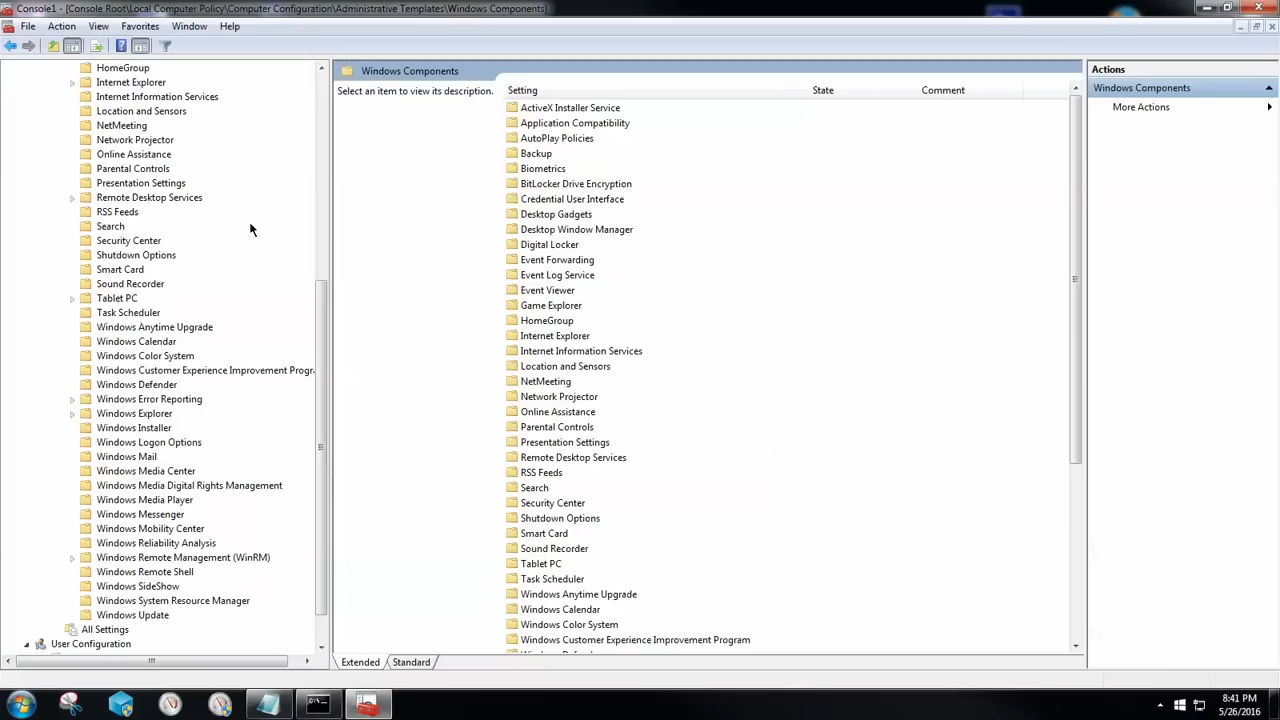 Console1 - [Console Root\Local Computer Policy\Computer Configuration\Administrative Templates\Windows Components]
File Action View Favorites Window Help
HomeGroup
Internet Explorer
Internet Information Services
Location and Sensors
NetMeeting
Network Projector
Online Assistance
Parental Controls
Presentation Settings
Remote Desktop Services
RSS Feeds
Search
Security Center
Shutdown Options
Smart Card
Sound Recorder
Tablet PC
Task Scheduler
Windows Anytime Upgrade
Windows Calendar
Windows Color System
Windows Customer Experience Improvement Progr
Windows Defender
Windows Error Reporting
Windows Explorer
Windows Installer
Windows Logon Options
Windows Mail
Windows Media Center
Windows Media Digital Rights Management
Windows Media Player
Windows Messenger
Windows Mobility Center
Windows Reliability Analysis
Windows Remote Management (WinRM)
Windows Remote Shell
Windows SideShow
Windows System Resource Manager
Windows Update
All Settings
User Configuration
Windows Components
Select an item to view its description.
Setting State Comment
ActiveX Installer Service
Application Compatibility
AutoPlay Policies
Backup
Biometrics
BitLocker Drive Encryption
Credential User Interface
Desktop Gadgets
Desktop Window Manager
Digital Locker
Event Forwarding
Event Log Service
Event Viewer
Game Explorer
HomeGroup
Internet Explorer
Internet Information Services
Location and Sensors
NetMeeting
Network Projector
Online Assistance
Parental Controls
Presentation Settings
Remote Desktop Services
RSS Feeds
Search
Security Center
Shutdown Options
Smart Card
Sound Recorder
Tablet PC
Task Scheduler
Windows Anytime Upgrade
Windows Calendar
Windows Color System
Windows Customer Experience Improvement Program
Extended Standard
Actions
Windows Components
More Actions
8:41 PM
5/26/2016